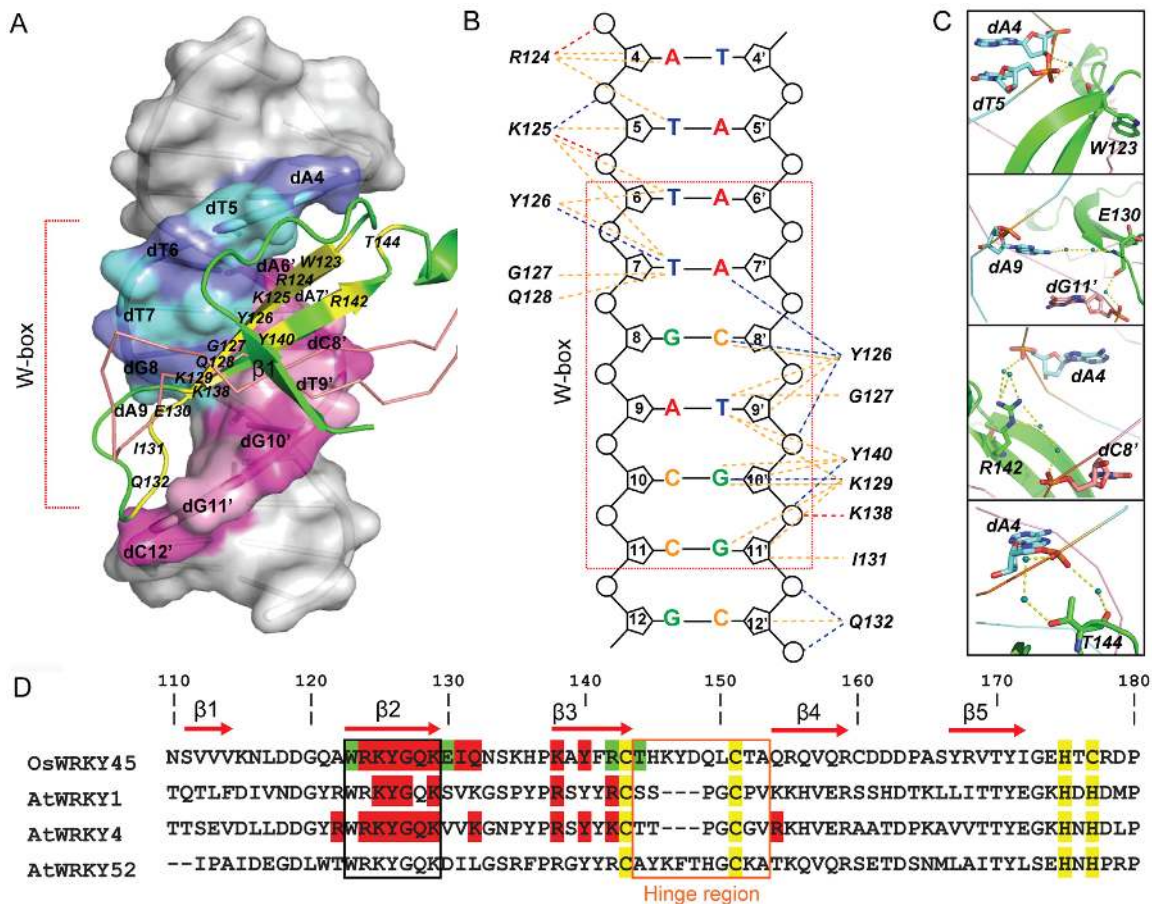 A
dA4
dT5
dT6
dA6'
W123
T144
R124
dT7
K125
dA7'
R142
Y126
G127
Y140
dC8'
dG8
Q128
β1
K129
dT9'
K138
dA9
E130
I131
dG10'
Q132
dG11'
dC12'
W-box
B
R124
K125
Y126
G127
Q128
4 A T 4'
5 T A 5'
6 T A 6'
7 T A 7'
8 G C 8'
9 A T 9'
10 C G 10'
11 C G 11'
12 G C 12'
W-box
Y126
G127
Y140
K129
K138
I131
Q132
C
dA4
dT5
W123
E130
dA9
dG11'
dA4
R142
dC8'
dA4
T144
D
110 120 130 140 150 160 170 180
β1 β2 β3 β4 β5
OsWRKY45 NSVVVKNLDDGQAWRKYGQKEIQNSKHPKAYFRCTHKYDQLCTAQRQVQRCDDDPASYRVTYIGEHTCRDP
AtWRKY1 TQTLFDIVNDGYRWRKYGQKSVKGSPYPRSYYRCSS---PGCPVKKHVERSSHDTKLLITTYEGKHDHDMP
AtWRKY4 TTSEVDLLDDGYRWRKYGQKVVKGNPYPRSYYKCTT---PGCGVRKHVERAATDPKAVVTTYEGKHNHDLP
AtWRKY52 --IPAIDEGDLWTWRKYGQKDILGSRFPRGYYRCAYKFTHGCKATKQVQRSETDSNMLAITYLSEHNHPRP
Hinge region